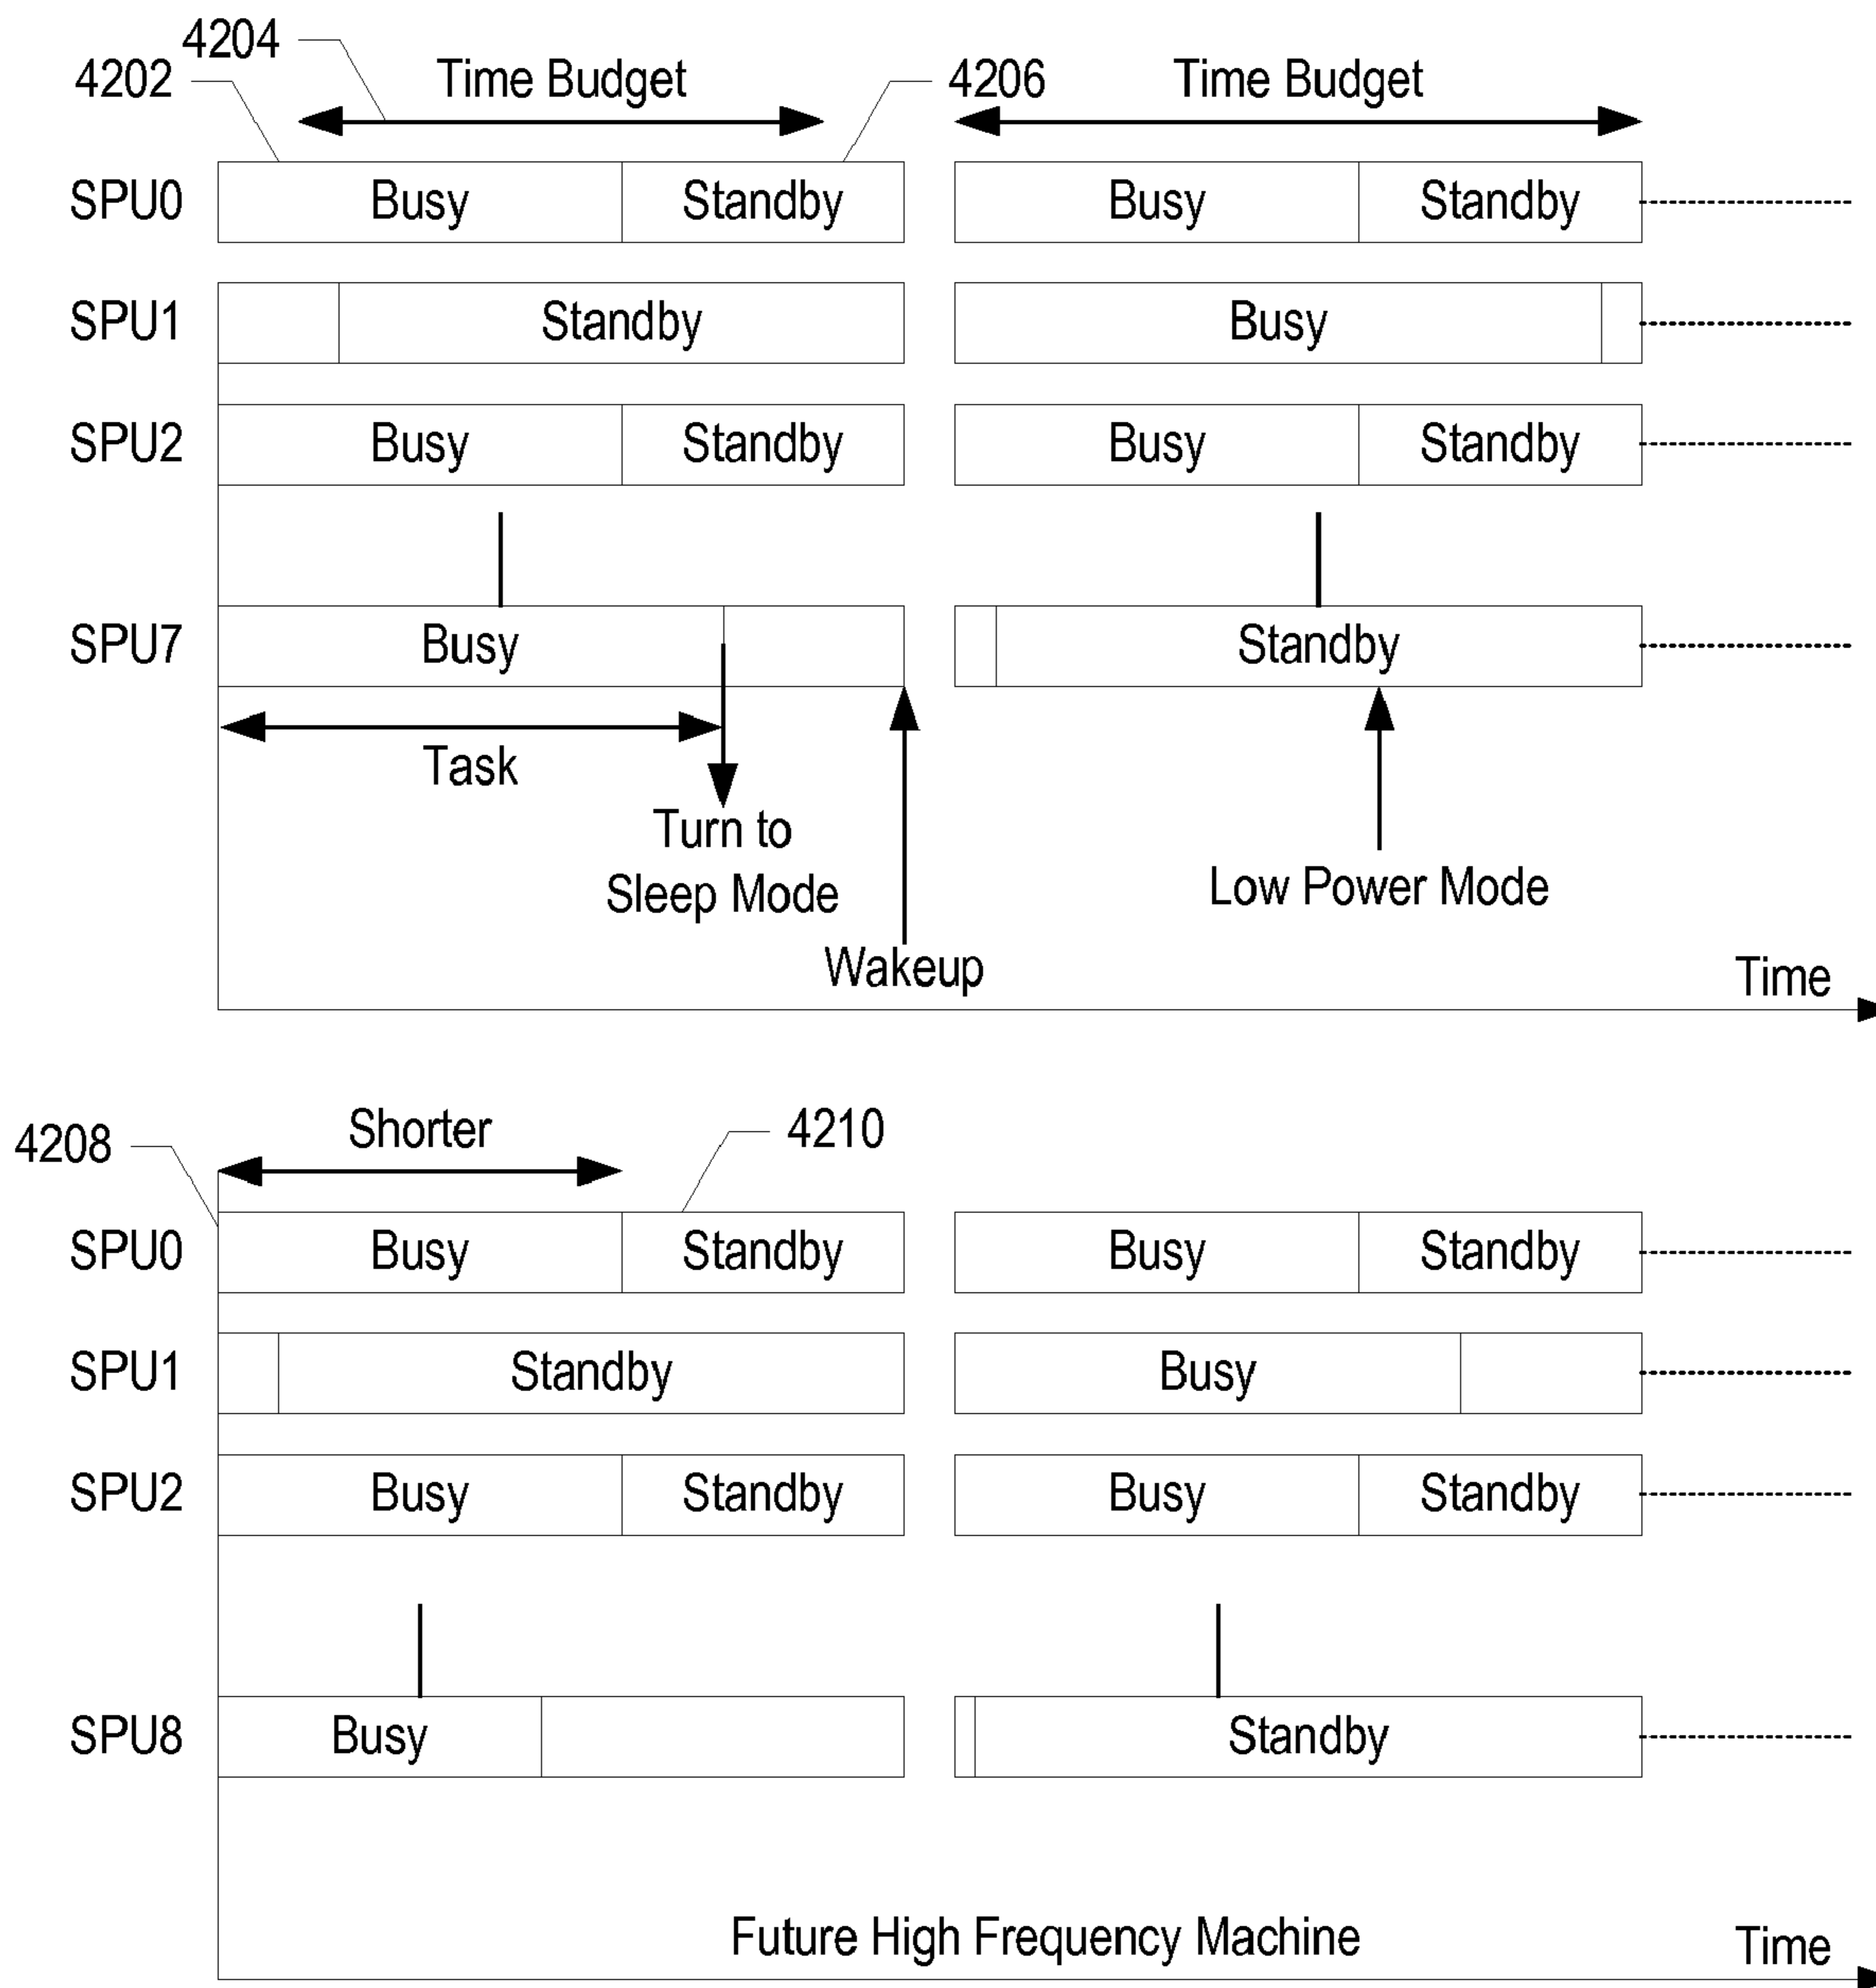 4204
4202
Time Budget
4206
Time Budget
SPU0
Busy
Standby
Busy
Standby
SPU1
Standby
Busy
SPU2
Busy
Standby
Busy
Standby
SPU7
Busy
Standby
Task
Turn to
Sleep Mode
Low Power Mode
Wakeup
Time
4208
Shorter
4210
SPU0
Busy
Standby
Busy
Standby
SPU1
Standby
Busy
SPU2
Busy
Standby
Busy
Standby
SPU8
Busy
Standby
Future High Frequency Machine
Time